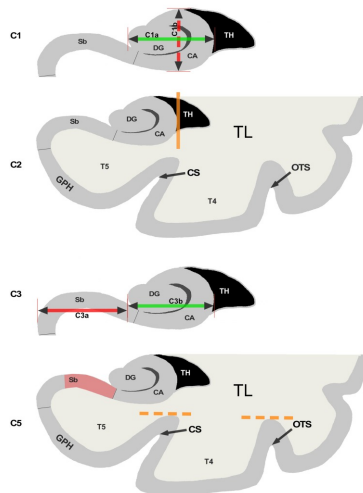 C1
Sb
C1a
C1b
DG
CA
TH
C2
Sb
DG
CA
TH
TL
T5
GPH
CS
OTS
T4
C3
Sb
C3a
DG
C3b
CA
TH
C5
Sb
DG
CA
TH
TL
T5
GPH
CS
OTS
T4